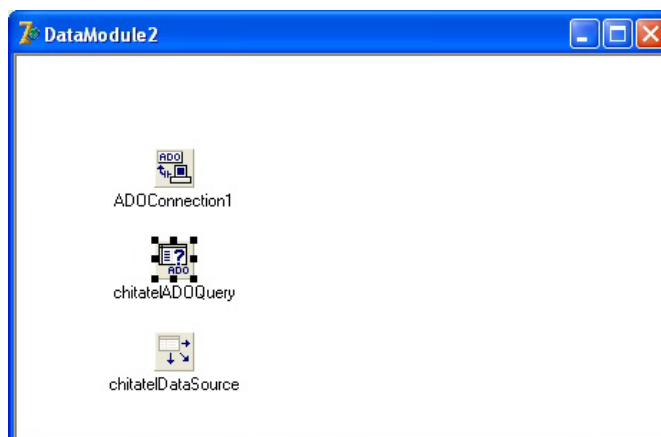 DataModule2
ADO
ADOConnection1
?
ADO
chitatelADOQuery
chitatelDataSource